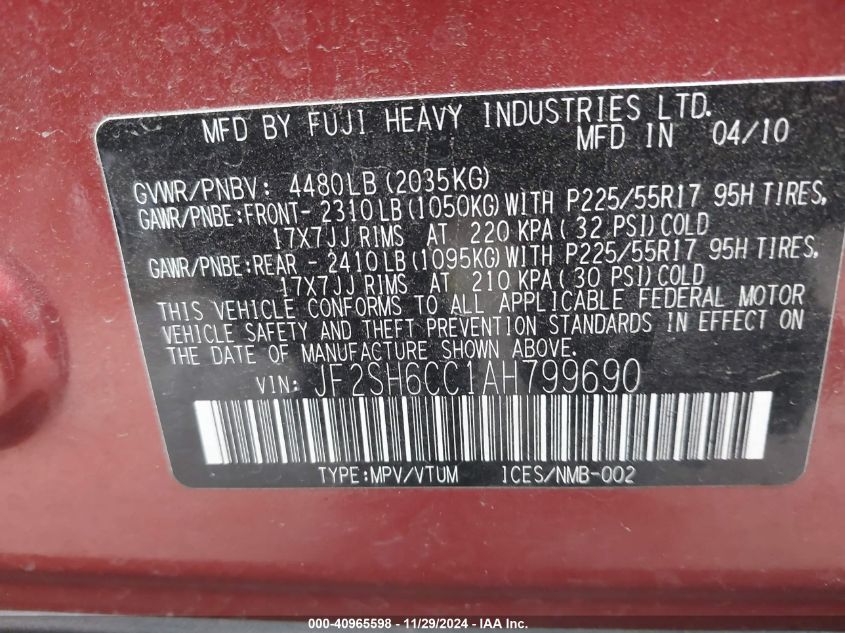 MFD BY FUJI HEAVY INDUSTRIES LTD.
MFD IN 04/10
GVWR/PNBV: 4480LB (2035KG)
GAWR/PNBE:FRONT- 2310LB (1050KG) WITH P225/55R17 95H TIRES,
17X7JJ RIMS AT 220 KPA ( 32 PSI) COLD
GAWR/PNBE:REAR - 2410LB (1095KG) WITH P225/55R17 95H TIRES,
17X7JJ RIMS AT 210 KPA ( 30 PSI) COLD
THIS VEHICLE CONFORMS TO ALL APPLICABLE FEDERAL MOTOR
VEHICLE SAFETY AND THEFT PREVENTION STANDARDS IN EFFECT ON
THE DATE OF MANUFACTURE SHOWN ABOVE.
VIN: JF2SH6CC1AH799690
TYPE:MPV/VTUM ICES/NMB-002
000-40965598 - 11/29/2024 - IAA Inc.